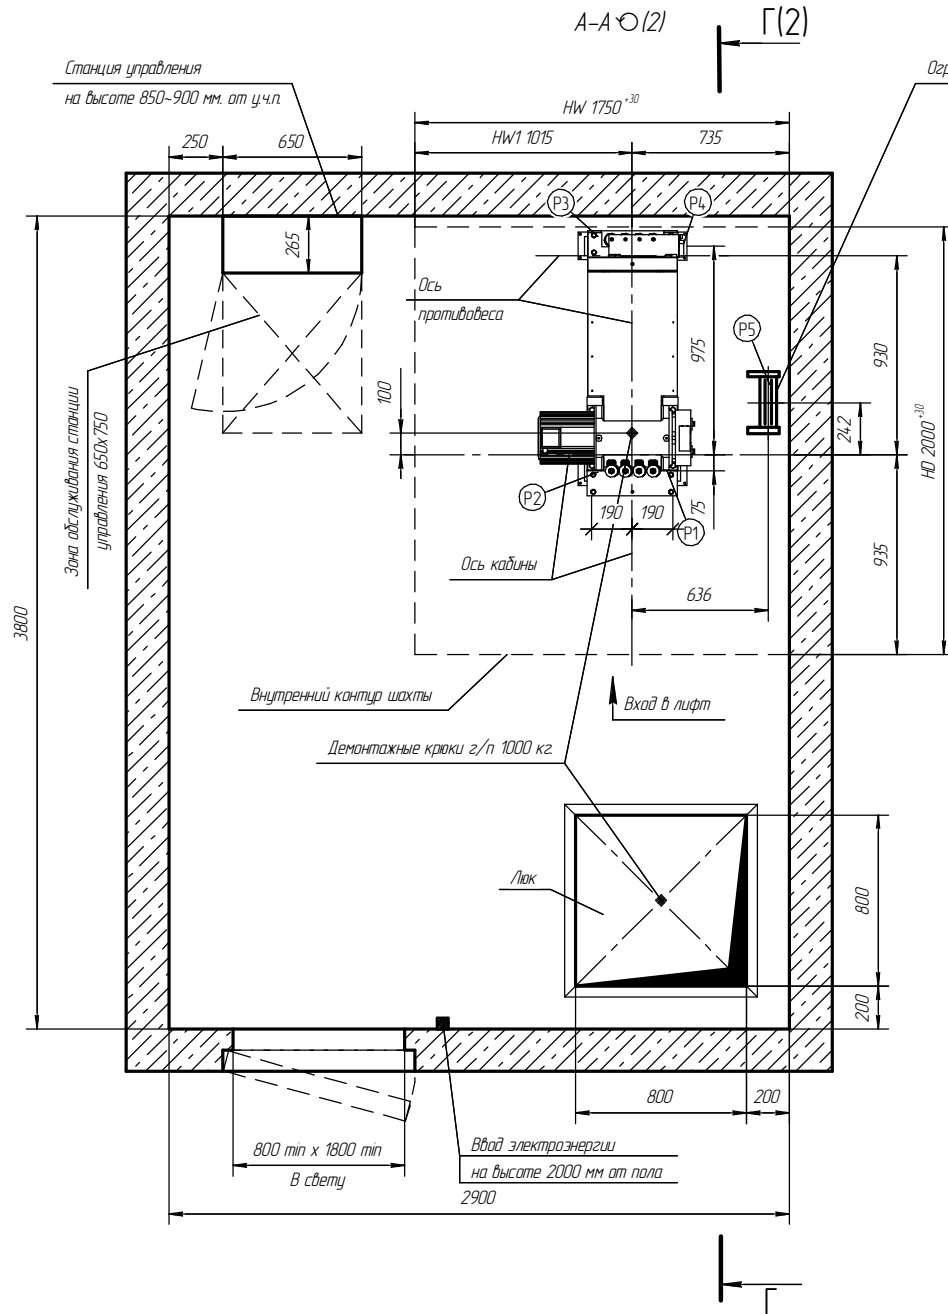 А-А (2)
Г(2)
Станция управления
на высоте 850~900 мм. от у.ч.п.
Огр
HW 1750 +30
250
650
HW1 1015
735
P3
P4
265
Ось
противовеса
P5
975
930
100
242
HD 2000 +30
Зона обслуживания станции
управления 650x750
P2
190
190
75
P1
Ось кабины
935
636
3800
Внутренний контур шахты
Вход в лифт
Демонтажные крюки г/п 1000 кг.
Люк
800
200
800
200
800 min x 1800 min
В свету
Ввод электроэнергии
на высоте 2000 мм от пола
2900
Г